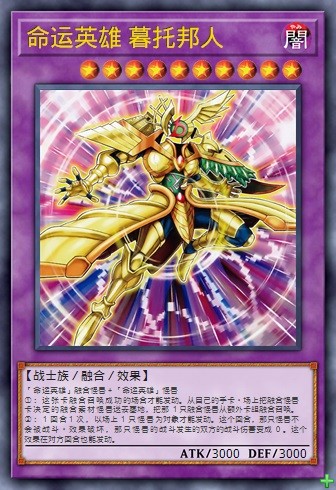 命运英雄 暮托邦人
闇
【战士族／融合／效果】
「命运英雄」融合怪兽＋「命运英雄」怪兽
①：这张卡融合召唤成功的场合才能发动。从自己的手卡·场上把融合怪兽
卡决定的融合素材怪兽送去墓地，把那1只融合怪兽从额外卡组融合召唤。
②：1回合1次，以场上1只怪兽为对象才能发动。这个回合，那只怪兽不
会被战斗·效果破坏，那只怪兽的战斗发生的双方的战斗伤害变成0。这个
效果在对方回合也能发动。
ATK/3000 DEF/3000